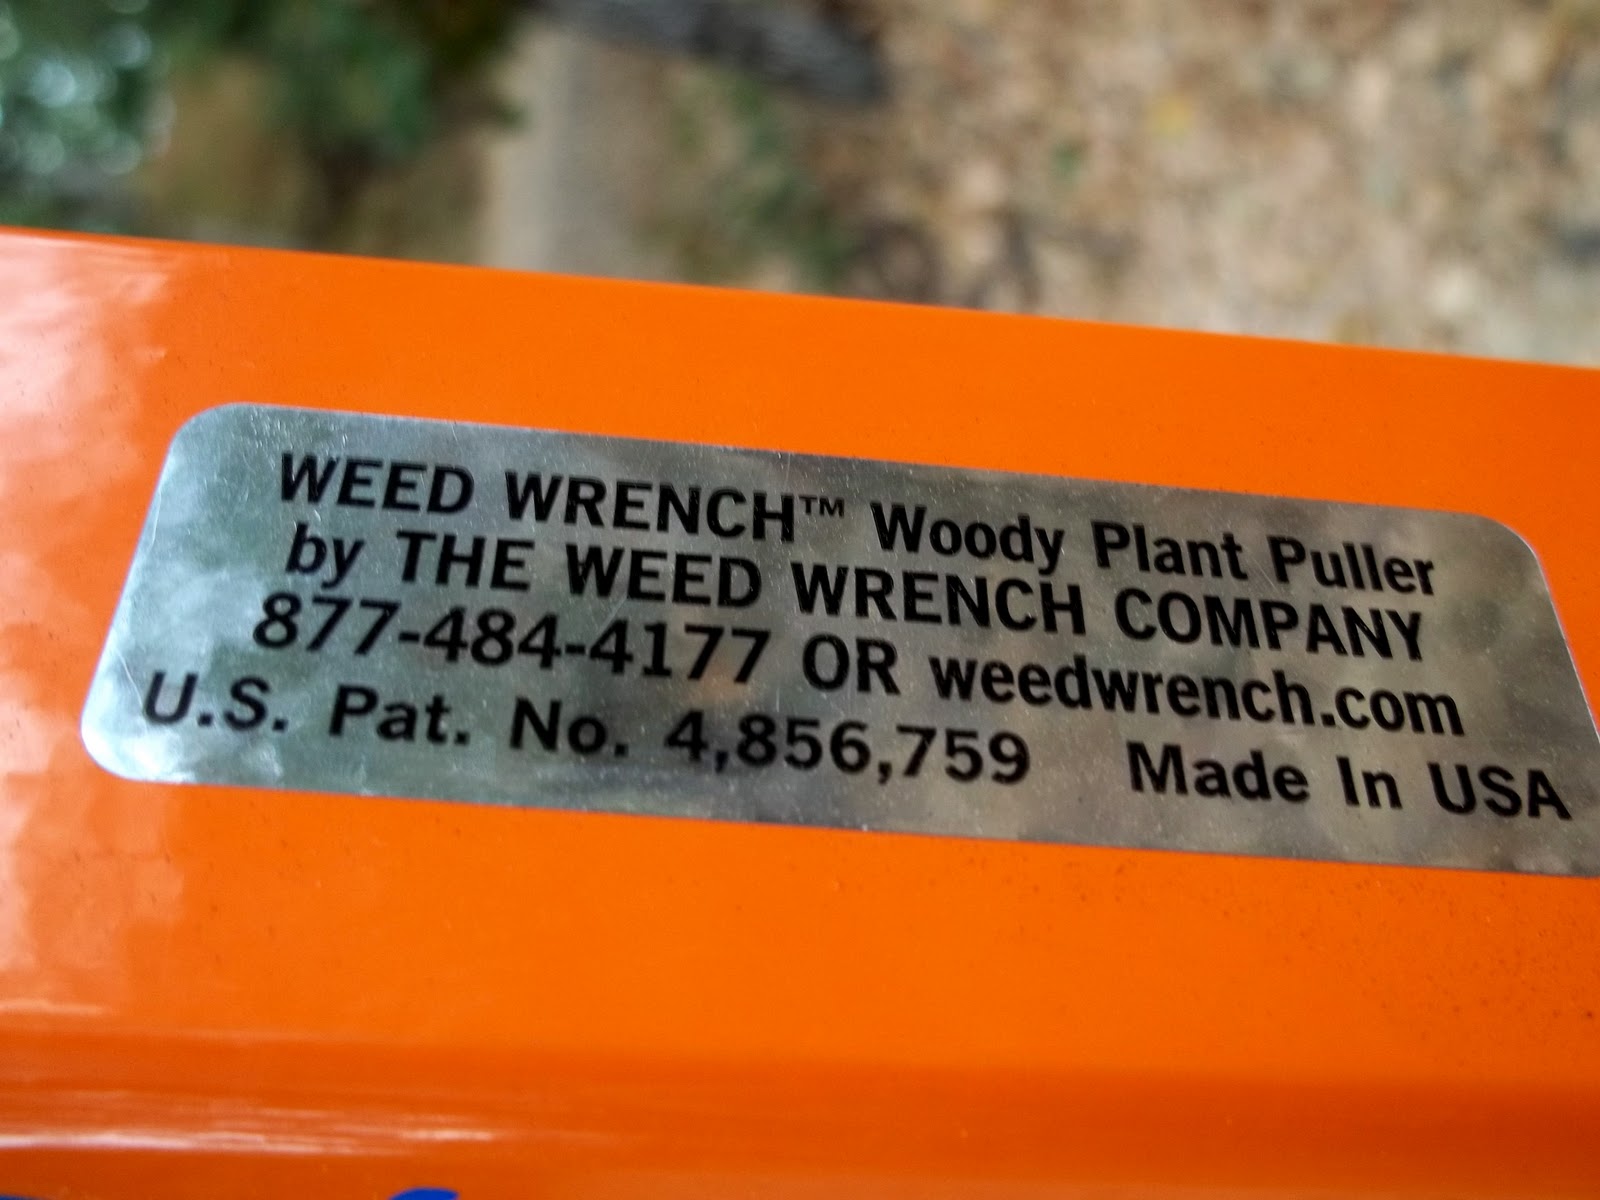 WEED WRENCH™ Woody Plant Puller
by THE WEED WRENCH COMPANY
877-484-4177 OR weedwrench.com
U.S. Pat. No. 4,856,759 Made In USA